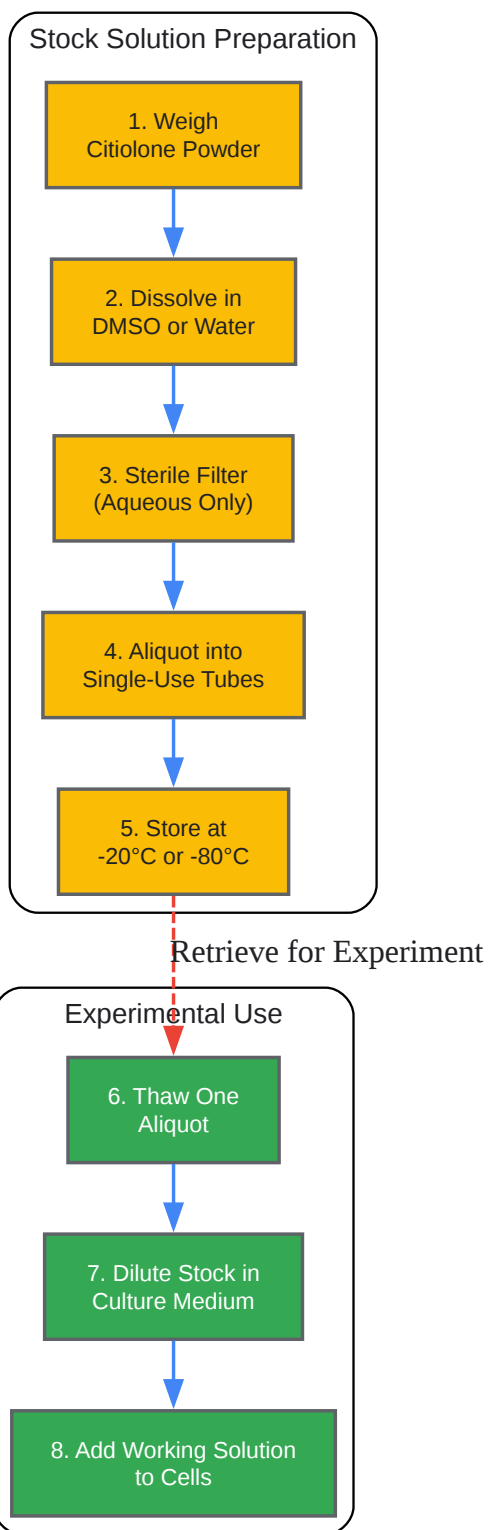 Stock Solution Preparation
1. Weigh
Citiolone Powder
2. Dissolve in
DMSO or Water
3. Sterile Filter
(Aqueous Only)
4. Aliquot into
Single-Use Tubes
5. Store at
-20°C or -80°C
Retrieve for Experiment
Experimental Use
6. Thaw One
Aliquot
7. Dilute Stock in
Culture Medium
8. Add Working Solution
to Cells